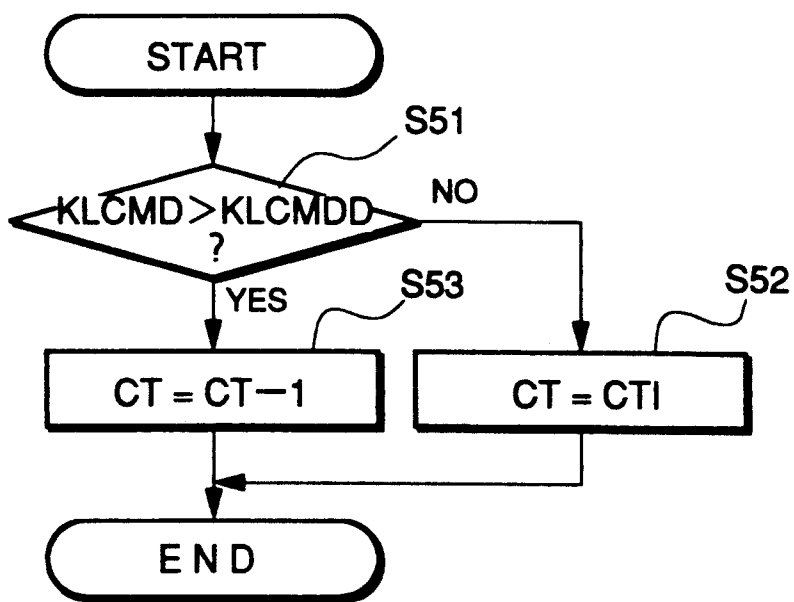 START
S51
KLCMD>KLCMDD
?
NO
YES
S53
S52
CT = CT−1
CT = CTI
END